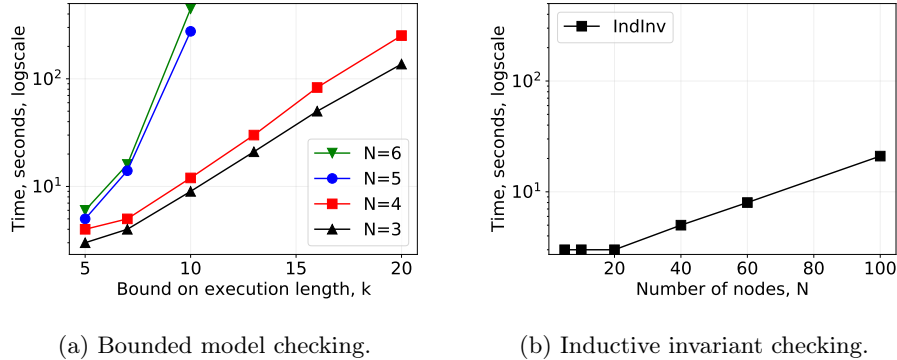 Time, seconds, logscale
10²
10¹
N=6
N=5
N=4
N=3
5
10
15
20
Bound on execution length, k
(a) Bounded model checking.
Time, seconds, logscale
10²
10¹
IndInv
20
40
60
80
100
Number of nodes, N
(b) Inductive invariant checking.